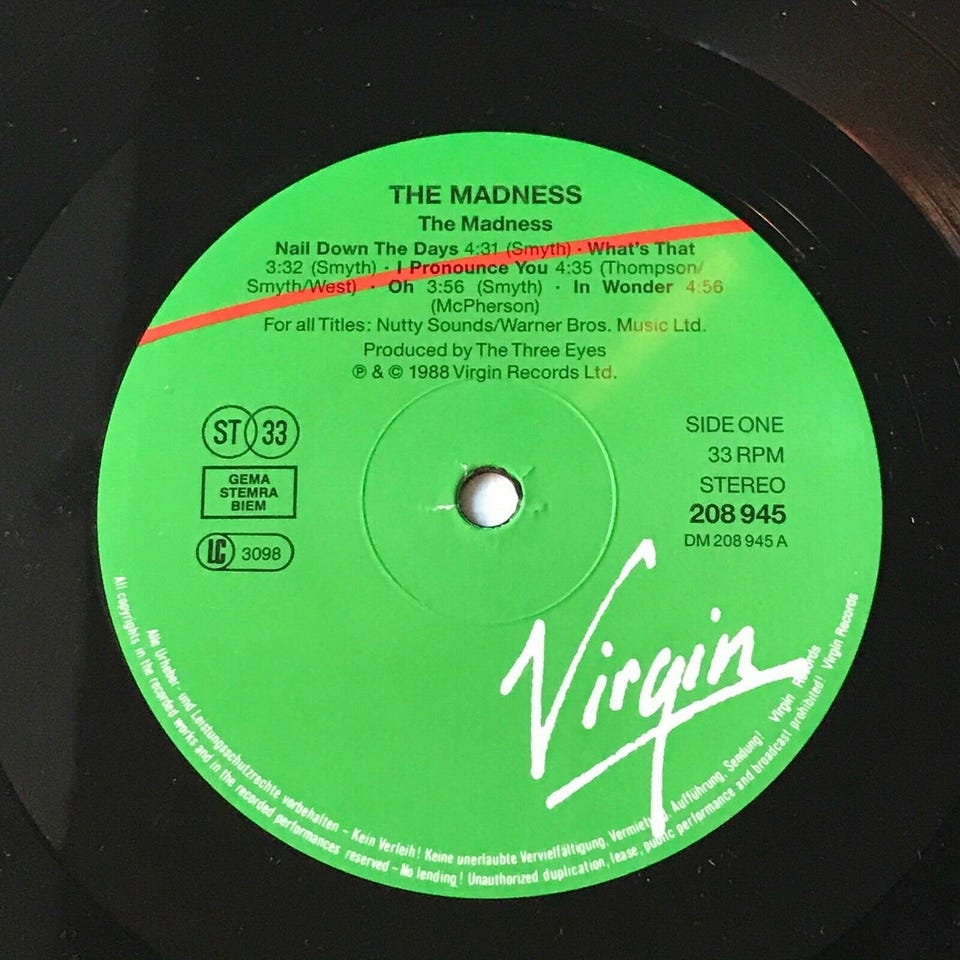 THE MADNESS
The Madness
Nail Down The Days 4:31 (Smyth) · What's That
3:32 (Smyth) · I Pronounce You 4:35 (Thompson/
Smyth/West) · Oh 3:56 (Smyth) · In Wonder 4:56
(McPherson)
For all Titles: Nutty Sounds/Warner Bros. Music Ltd.
Produced by The Three Eyes
℗ & © 1988 Virgin Records Ltd.
ST 33
GEMA
STEMRA
BIEM
LC 3098
SIDE ONE
33 RPM
STEREO
208 945
DM 208 945 A
Virgin
Alle Urheber- und Leistungsschutzrechte vorbehalten – Kein Verleih! Keine unerlaubte Vervielfältigung, Vermietung, Aufführung, Sendung! Virgin Records
All copyrights in the recorded works and in the recorded performances reserved – No lending! Unauthorized duplication, lease, public performance and broadcast prohibited! Virgin Records